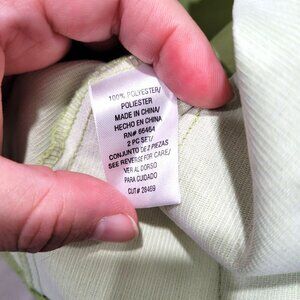 100% POLYESTER/
POLIESTER
MADE IN CHINA/
HECHO EN CHINA
RN# 66464
2 PC SET/
CONJUNTO DE 2 PIEZAS
SEE REVERSE FOR CARE/
VER AL DORSO
PARA CUIDADO
CUT# 28469